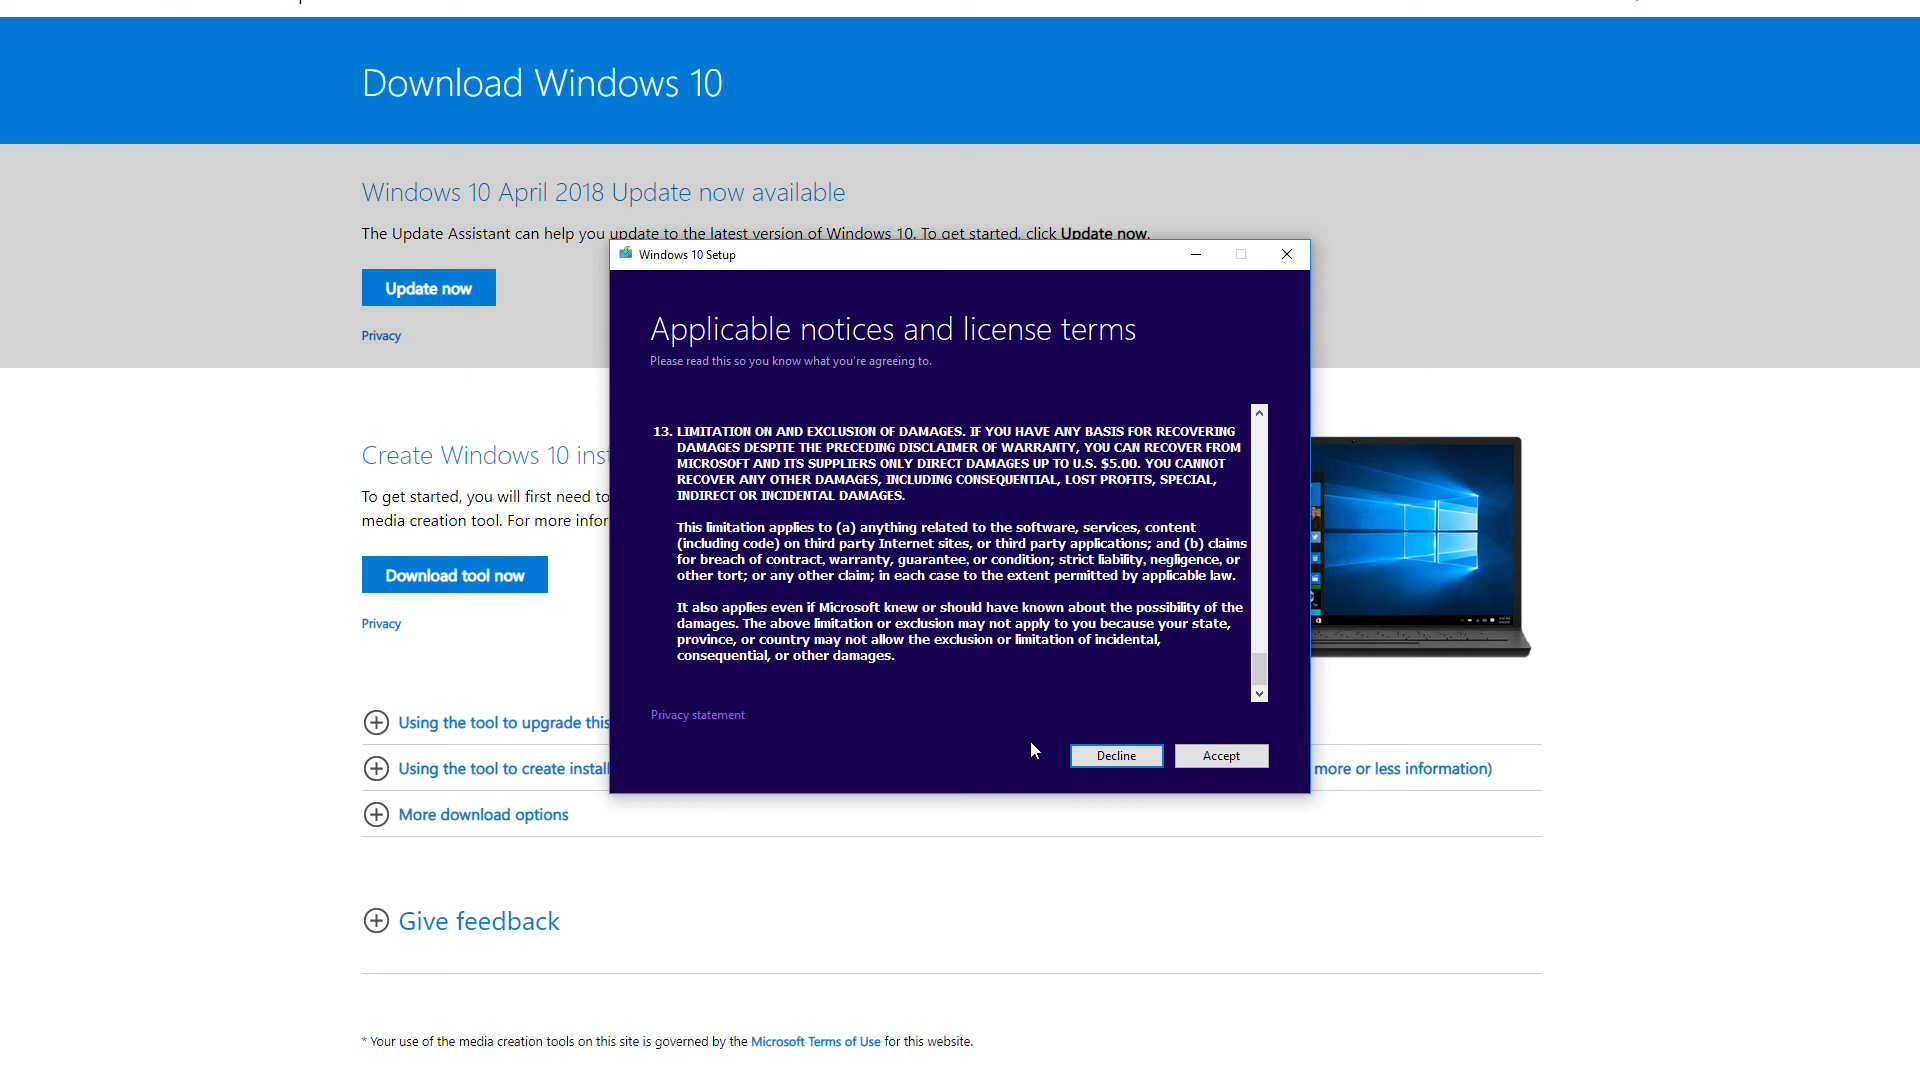 Download Windows 10
Windows 10 April 2018 Update now available
The Update Assistant can help you update to the latest version of Windows 10. To get started, click Update now.
Update now
Privacy
Windows 10 Setup
Applicable notices and license terms
Please read this so you know what you're agreeing to.
13. LIMITATION ON AND EXCLUSION OF DAMAGES. IF YOU HAVE ANY BASIS FOR RECOVERING
DAMAGES DESPITE THE PRECEDING DISCLAIMER OF WARRANTY, YOU CAN RECOVER FROM
MICROSOFT AND ITS SUPPLIERS ONLY DIRECT DAMAGES UP TO U.S. $5.00. YOU CANNOT
RECOVER ANY OTHER DAMAGES, INCLUDING CONSEQUENTIAL, LOST PROFITS, SPECIAL,
INDIRECT OR INCIDENTAL DAMAGES.
This limitation applies to (a) anything related to the software, services, content
(including code) on third party Internet sites, or third party applications; and (b) claims
for breach of contract, warranty, guarantee, or condition; strict liability, negligence, or
other tort; or any other claim; in each case to the extent permitted by applicable law.
It also applies even if Microsoft knew or should have known about the possibility of the
damages. The above limitation or exclusion may not apply to you because your state,
province, or country may not allow the exclusion or limitation of incidental,
consequential, or other damages.
Privacy statement
Decline
Accept
Create Windows 10 inst
To get started, you will first need to
media creation tool. For more infor
Download tool now
Privacy
Using the tool to upgrade this
Using the tool to create install
more or less information)
More download options
Give feedback
* Your use of the media creation tools on this site is governed by the Microsoft Terms of Use for this website.